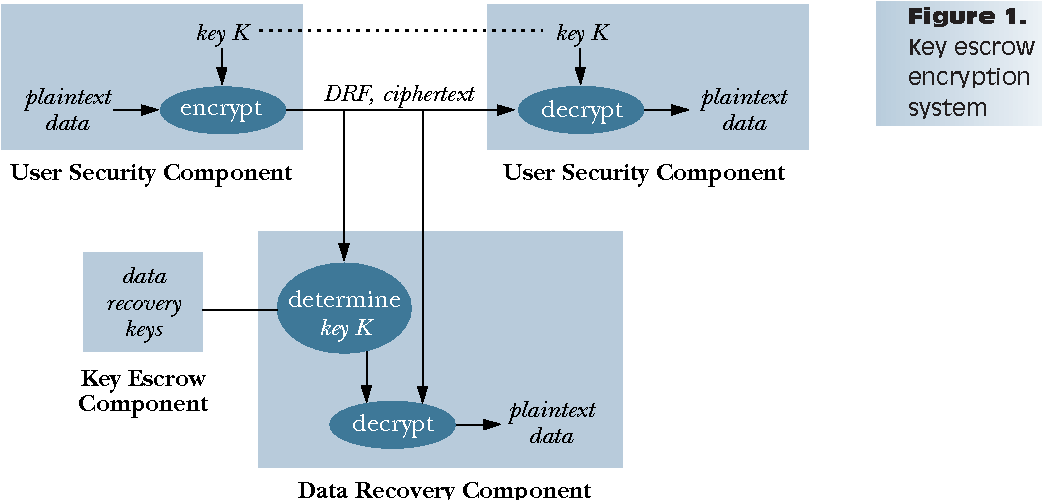 Figure 1.
Key escrow
encryption
system
key K
key K
plaintext
data
encrypt
DRF, ciphertext
decrypt
plaintext
data
User Security Component
User Security Component
data
recovery
keys
determine
key K
Key Escrow
Component
decrypt
plaintext
data
Data Recovery Component